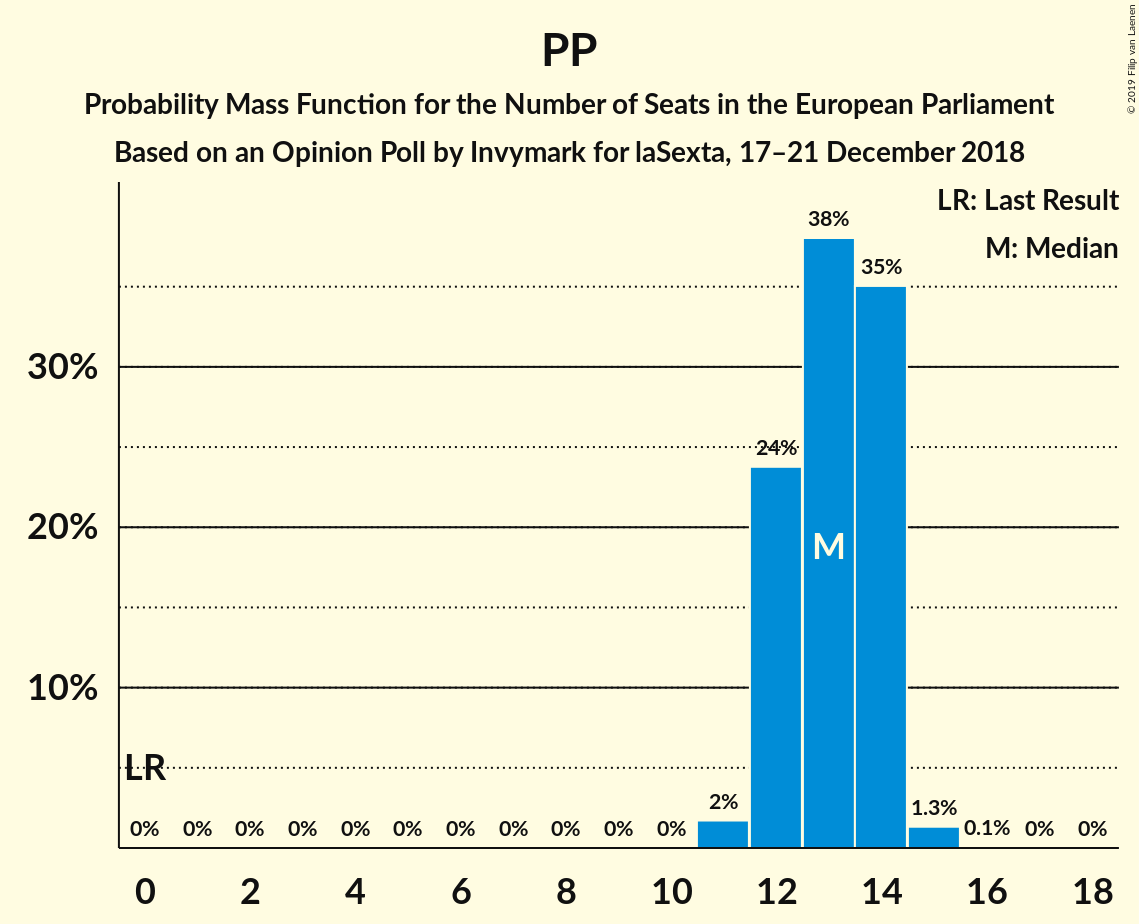 PP
Probability Mass Function for the Number of Seats in the European Parliament
Based on an Opinion Poll by Invymark for laSexta, 17–21 December 2018
© 2019 Filip van Laenen
LR: Last Result
M: Median
38%
35%
30%
24%
20%
M
10%
LR
0% 0% 0% 0% 0% 0% 0% 0% 0% 0% 0% 2% 1.3% 0.1% 0% 0%
0 2 4 6 8 10 12 14 16 18